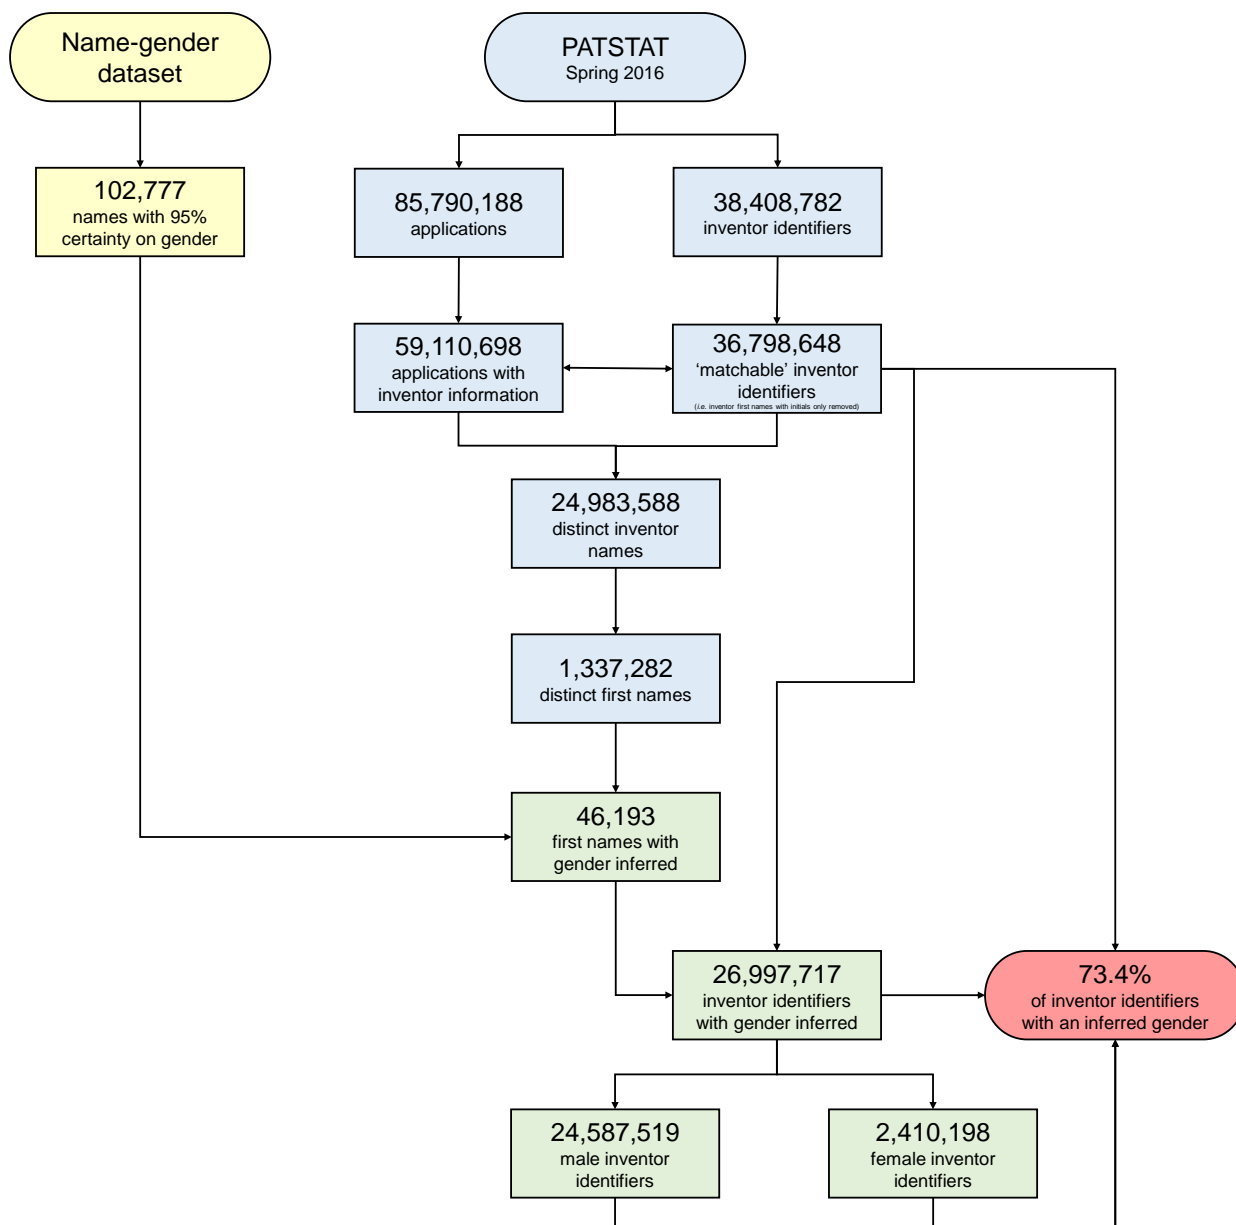 Name-gender
dataset
PATSTAT
Spring 2016
102,777
names with 95%
certainty on gender
85,790,188
applications
38,408,782
inventor identifiers
59,110,698
applications with
inventor information
36,798,648
‘matchable’ inventor
identifiers
(i.e. inventor first names with initials only removed)
24,983,588
distinct inventor
names
1,337,282
distinct first names
46,193
first names with
gender inferred
26,997,717
inventor identifiers
with gender inferred
73.4%
of inventor identifiers
with an inferred gender
24,587,519
male inventor
identifiers
2,410,198
female inventor
identifiers